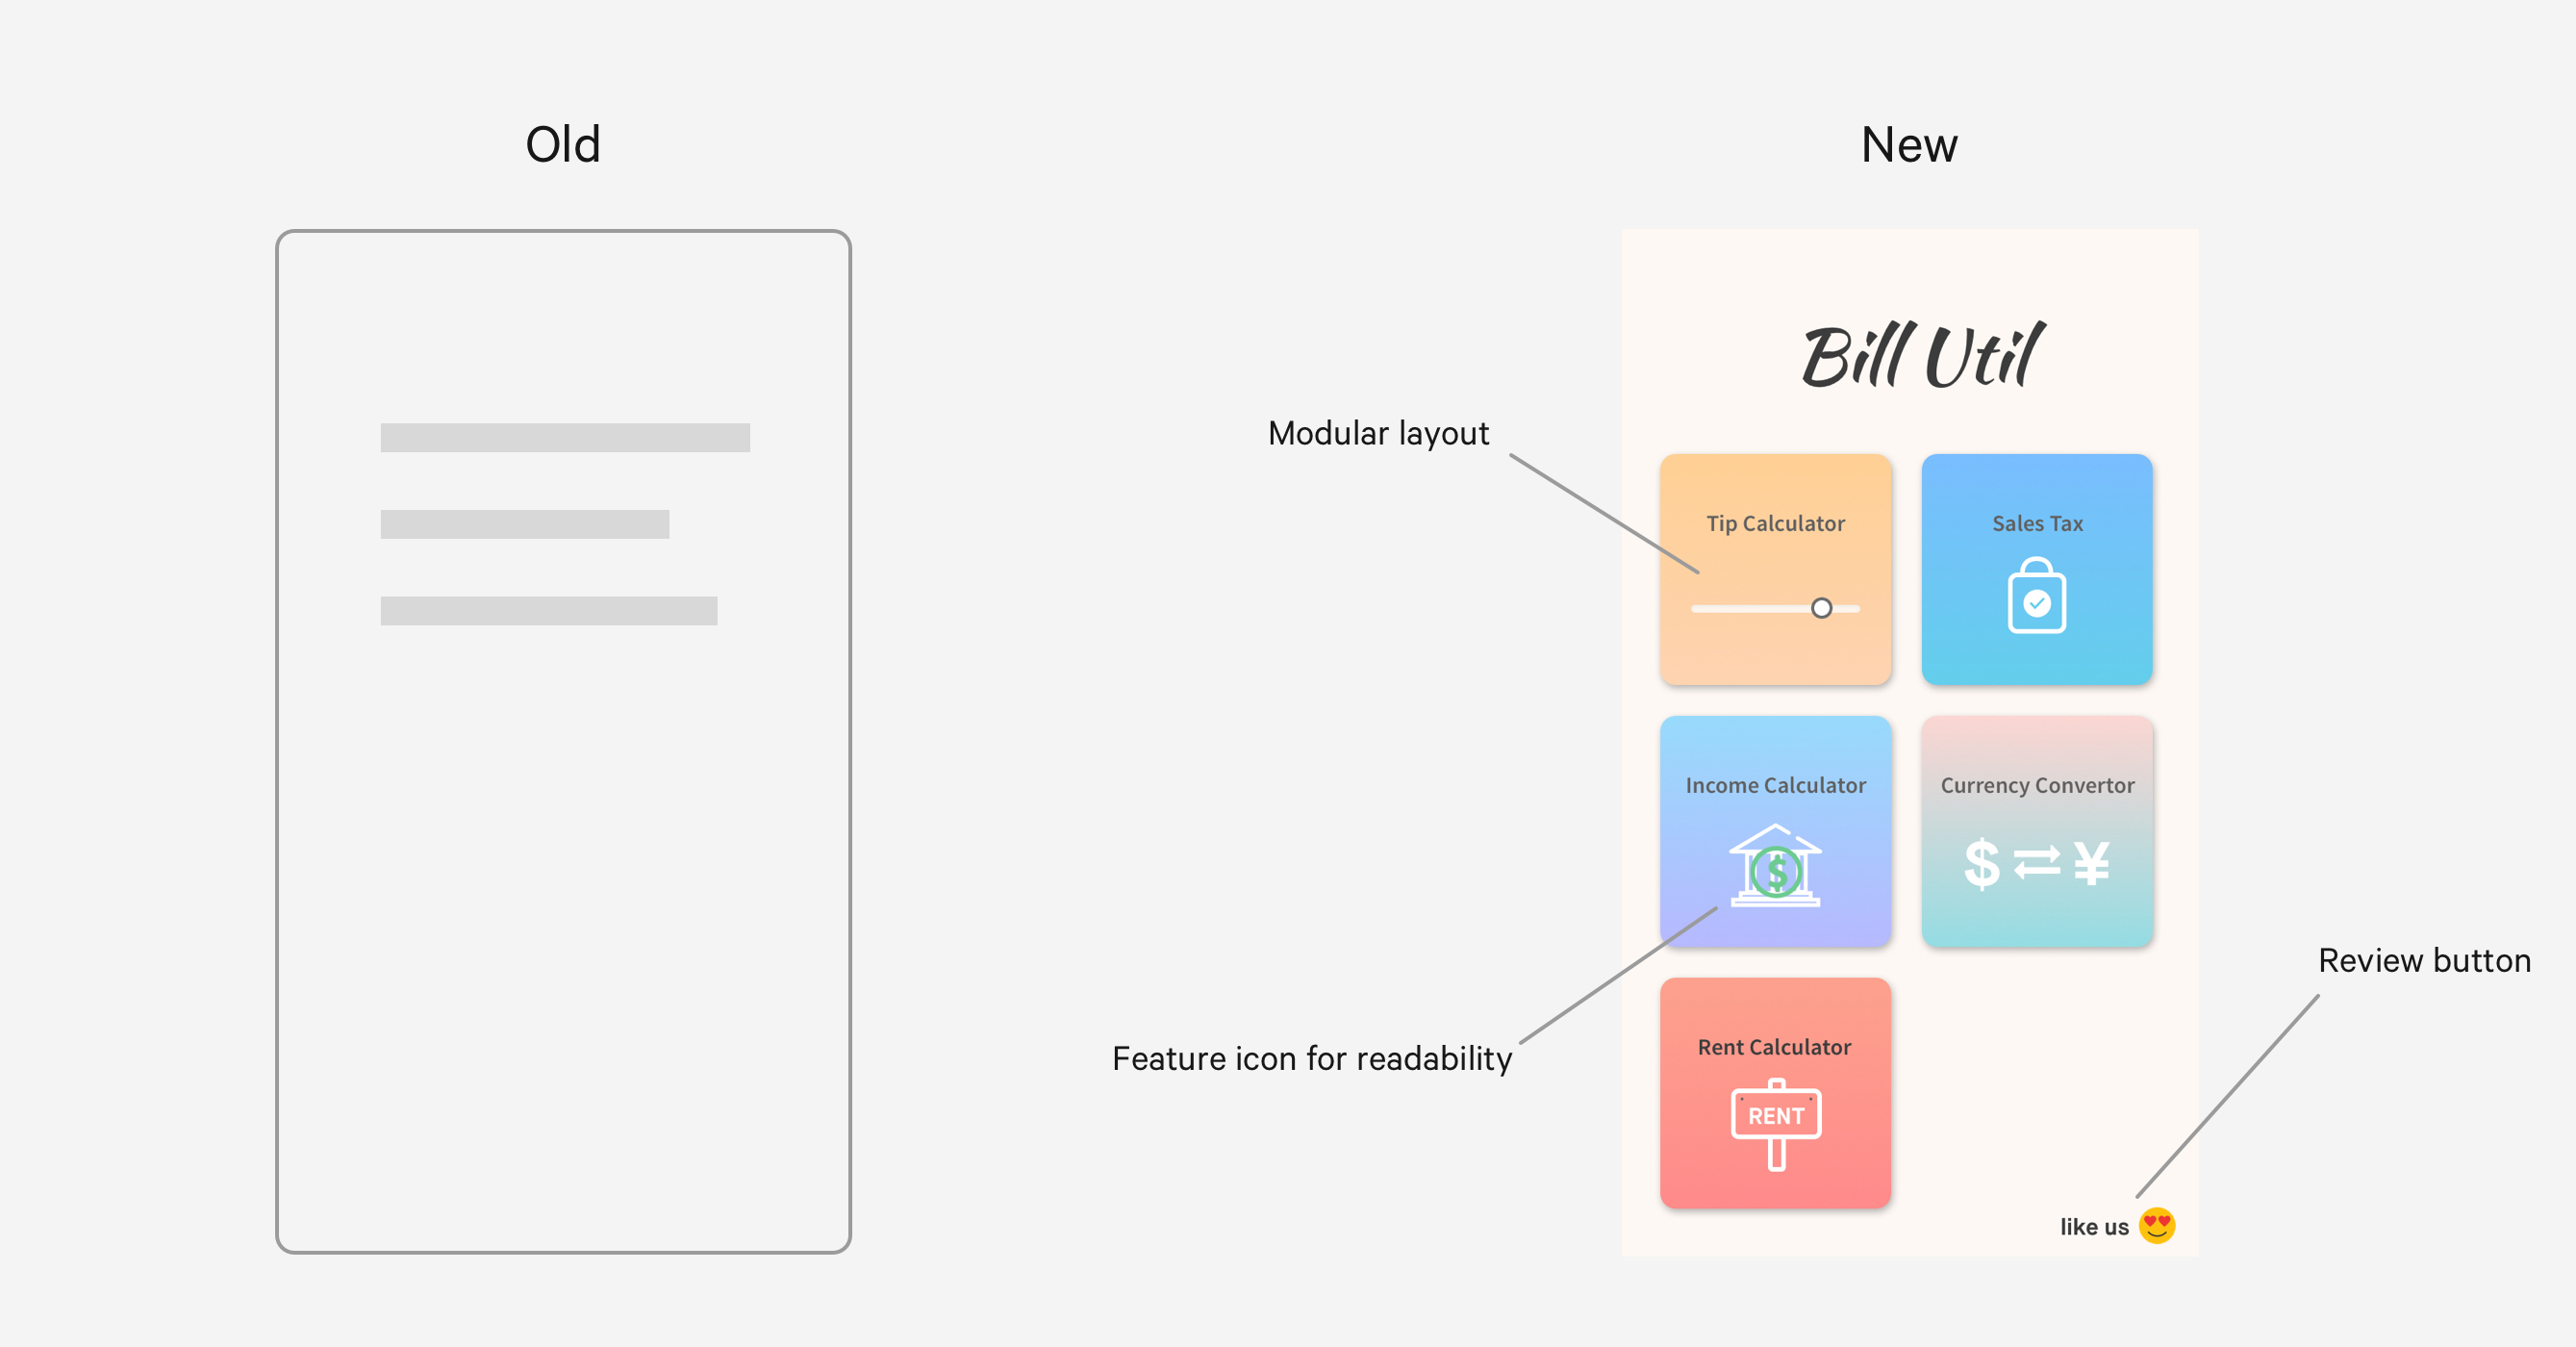 Old
New
Bill Util
Modular layout
Tip Calculator
Sales Tax
Income Calculator
Currency Convertor
$ ⇄ ¥
$
Review button
Feature icon for readability
Rent Calculator
RENT
like us 😍